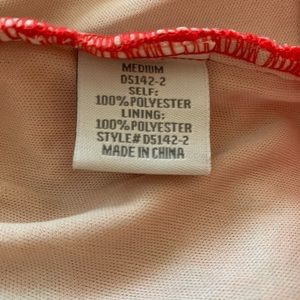 MEDIUM
D5142-2
SELF:
100%POLYESTER
LINING:
100%POLYESTER
STYLE# D5142-2
MADE IN CHINA